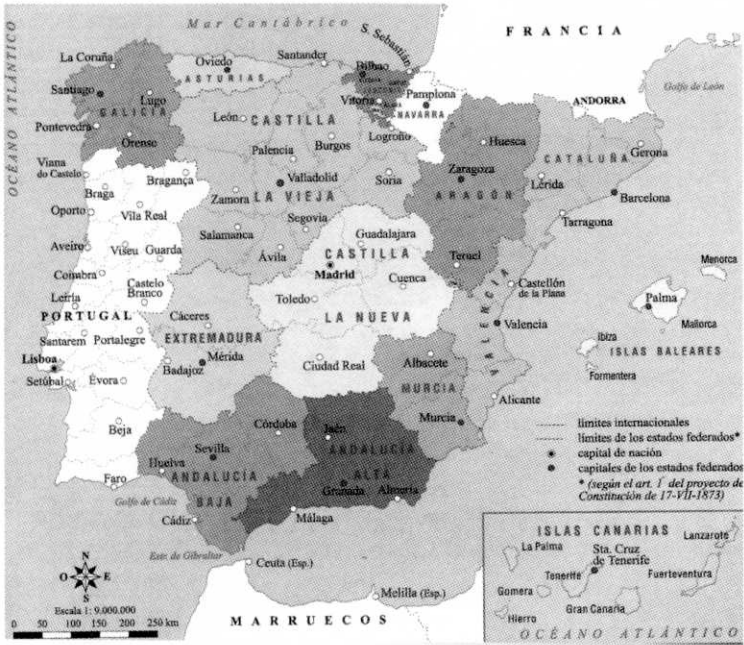 Mar Cantábrico
FRANCIA
OCÉANO ATLÁNTICO
S. Sebastián
La Coruña
Oviedo
Santander
Bilbao
ASTURIAS
Santiago
Lugo
Vitoria
Pamplona
ANDORRA
Golfo de León
GALICIA
León
CASTILLA
NAVARRA
Pontevedra
Orense
Burgos
Logroño
Huesca
CATALUÑA
Gerona
Palencia
Viana
do Castelo
Bragança
Valladolid
Soria
Zaragoza
Lérida
Braga
Zamora
LA VIEJA
ARAGÓN
Barcelona
Oporto
Vila Real
Segovia
Tarragona
Salamanca
Guadalajara
Aveiro
Viseu
Guarda
Ávila
CASTILLA
Teruel
Menorca
Coimbra
Madrid
Cuenca
Castelo
Branco
Castellón
de la Plana
Leiría
Toledo
Palma
Cáceres
PORTUGAL
LA NUEVA
VALENCIA
Valencia
Mallorca
Santarem
Portalegre
EXTREMADURA
Ibiza
ISLAS BALEARES
Lisboa
Mérida
Badajoz
Ciudad Real
Albacete
Formentera
Setúbal
Évora
MURCIA
Alicante
Beja
Córdoba
Jaén
Murcia
límites internacionales
límites de los estados federados*
ANDALUCÍA
capital de nación
Sevilla
Huelva
capitales de los estados federados
Faro
ANDALUCÍA
ALTA
Granada
Almería
* (según el art. 1º del proyecto de
Constitución de 17-VII-1873)
Golfo de Cádiz
BAJA
Cádiz
Málaga
ISLAS CANARIAS
Lanzarote
La Palma
Sta. Cruz
de Tenerife
Estr. de Gibraltar
Ceuta (Esp.)
Tenerife
Fuerteventura
N
O
E
S
Gomera
Melilla (Esp.)
Gran Canaria
Escala 1: 9.000.000
Hierro
0 50 100 150 200 250 km
MARRUECOS
OCÉANO ATLÁNTICO